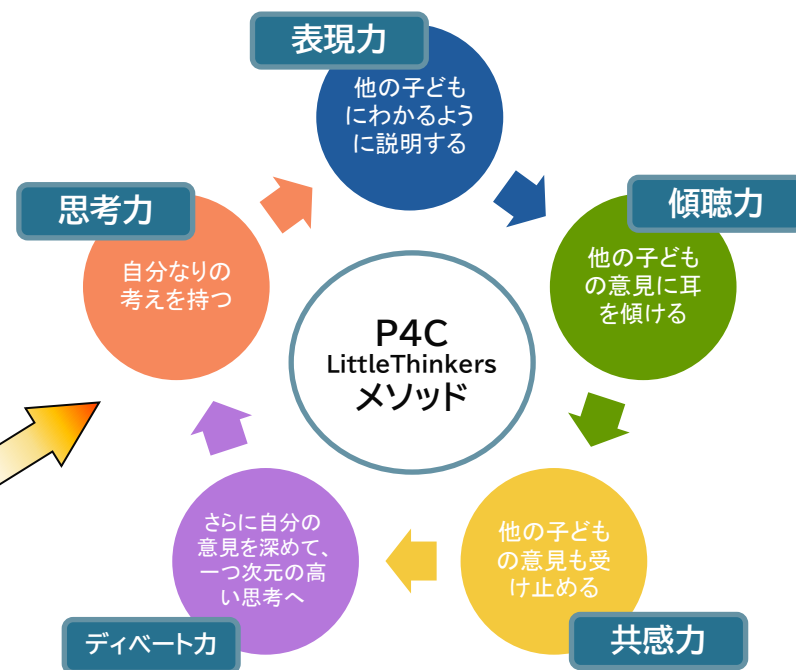 表現力
他の子ども
にわかるよう
に説明する
傾聴力
他の子ども
の意見に耳
を傾ける
共感力
他の子ども
の意見も受
け止める
ディベート力
さらに自分の
意見を深めて、
一つ次元の高
い思考へ
思考力
自分なりの
考えを持つ
P4C
LittleThinkers
メソッド